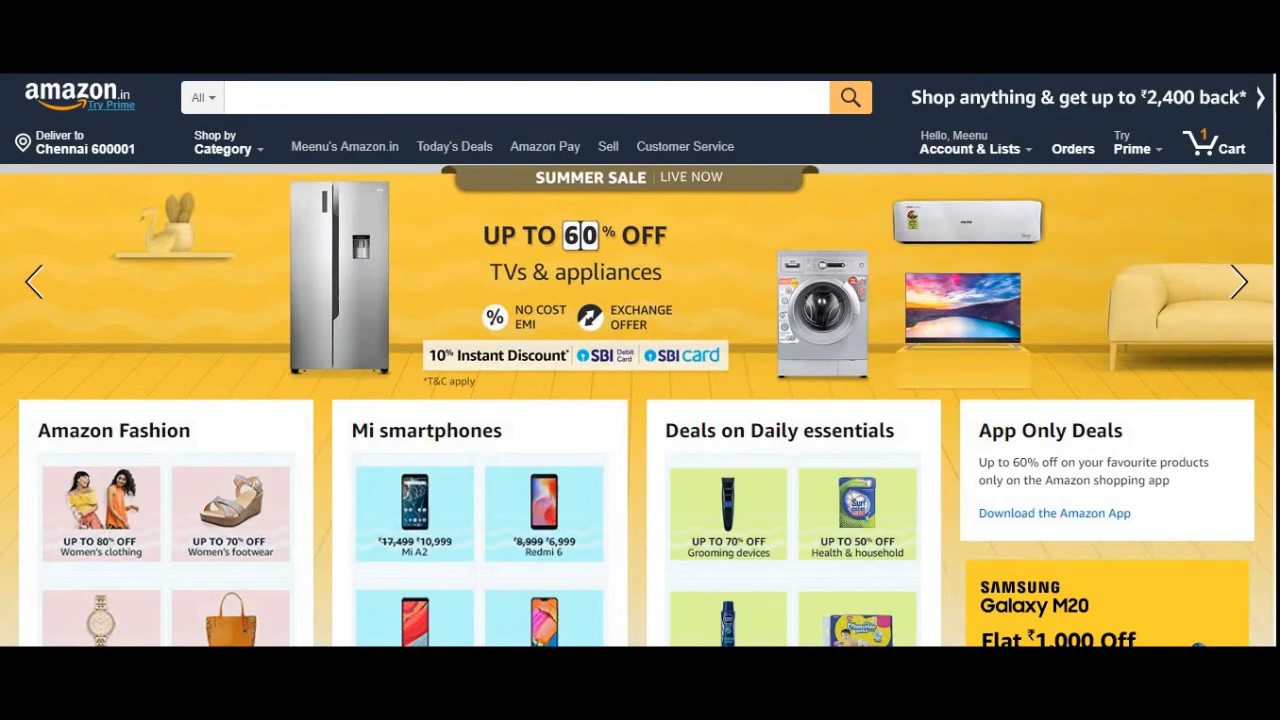 amazon.in
Try Prime
All
Shop anything & get up to ₹2,400 back*
Deliver to
Chennai 600001
Shop by
Category
Meenu's Amazon.in
Today's Deals
Amazon Pay
Sell
Customer Service
Hello, Meenu
Account & Lists
Orders
Try
Prime
1
Cart
SUMMER SALE | LIVE NOW
UP TO 60% OFF
TVs & appliances
%
NO COST
EMI
EXCHANGE
OFFER
10% Instant Discount* SBI Debit Card SBI card
*T&C apply
Amazon Fashion
UP TO 80% OFF
Women's clothing
UP TO 70% OFF
Women's footwear
Mi smartphones
₹17,499 ₹10,999
Mi A2
₹8,999 ₹6,999
Redmi 6
Deals on Daily essentials
UP TO 70% OFF
Grooming devices
Surf
UP TO 50% OFF
Health & household
App Only Deals
Up to 60% off on your favourite products
only on the Amazon shopping app
Download the Amazon App
SAMSUNG
Galaxy M20
Flat ₹1,000 Off